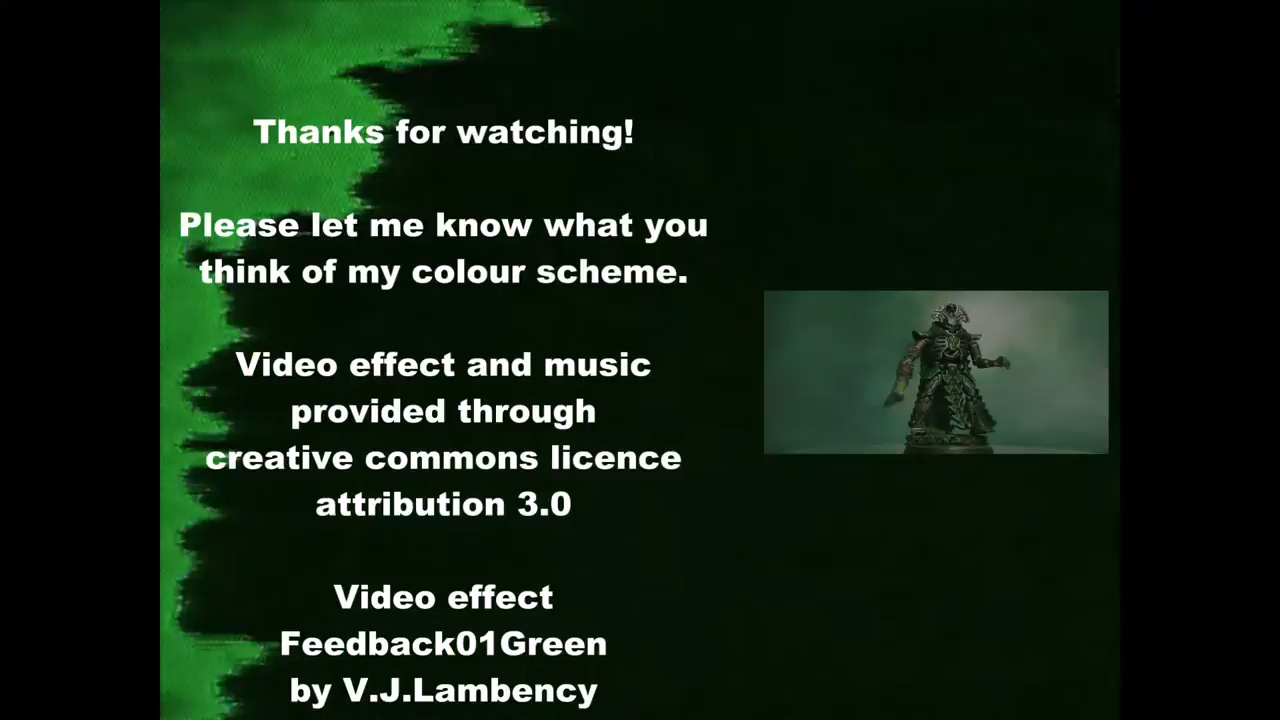 Thanks for watching!
Please let me know what you
think of my colour scheme.
Video effect and music
provided through
creative commons licence
attribution 3.0
Video effect
Feedback01Green
by V.J.Lambency